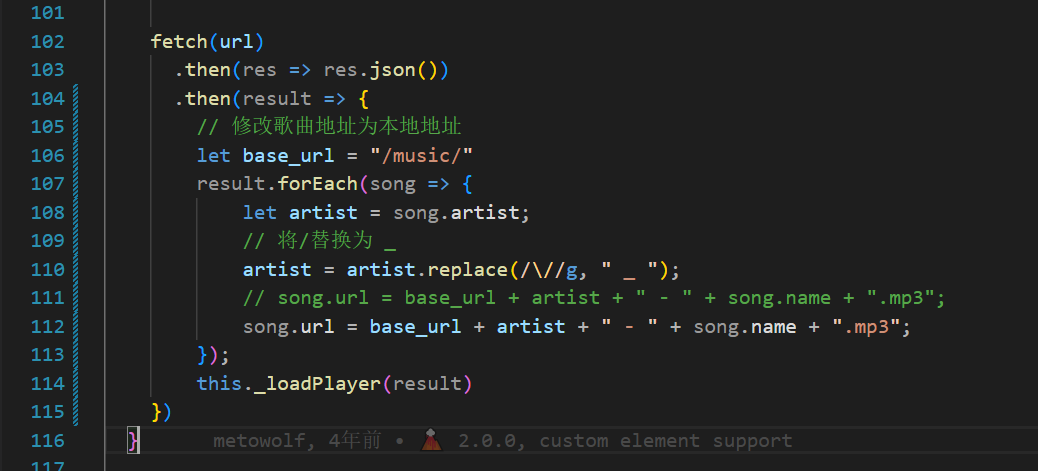 101
102 fetch(url)
103 .then(res => res.json())
104 .then(result => {
105 // 修改歌曲地址为本地地址
106 let base_url = "/music/"
107 result.forEach(song => {
108 let artist = song.artist;
109 // 将/替换为 _
110 artist = artist.replace(/\//g, " _ ");
111 // song.url = base_url + artist + " - " + song.name + ".mp3";
112 song.url = base_url + artist + " - " + song.name + ".mp3";
113 });
114 this._loadPlayer(result)
115 })
116 } metowolf, 4年前 • 🌋 2.0.0, custom element support
117